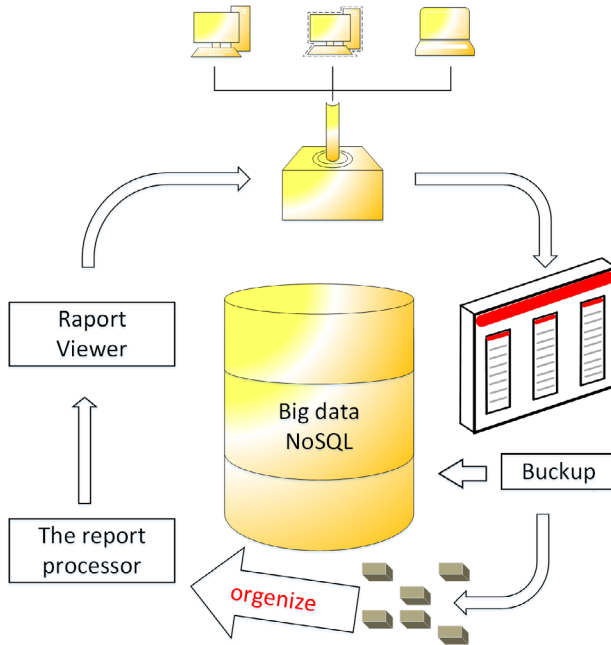 Raport
Viewer
Big data
NoSQL
Buckup
The report
processor
orgenize